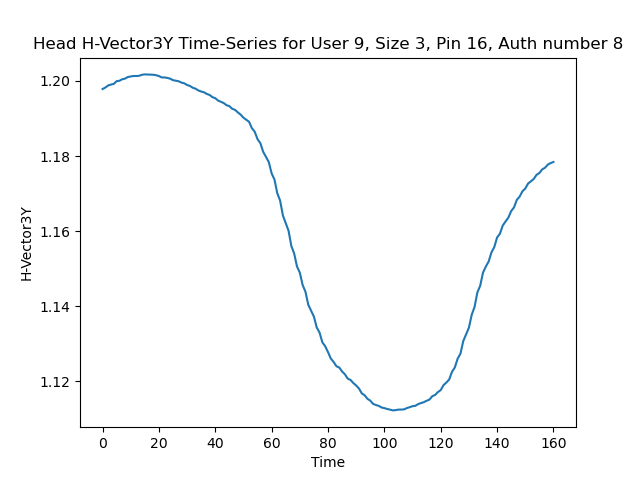 Head H-Vector3Y Time-Series for User 9, Size 3, Pin 16, Auth number 8
1.20
1.18
1.16
1.14
1.12
H-Vector3Y
0 20 40 60 80 100 120 140 160
Time